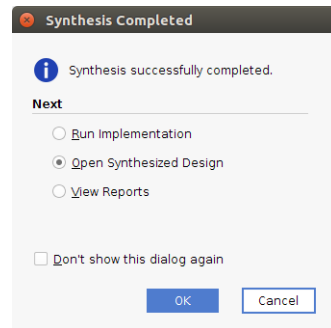 Synthesis Completed
Synthesis successfully completed.
Next
Run Implementation
Open Synthesized Design
View Reports
Don't show this dialog again
OK Cancel